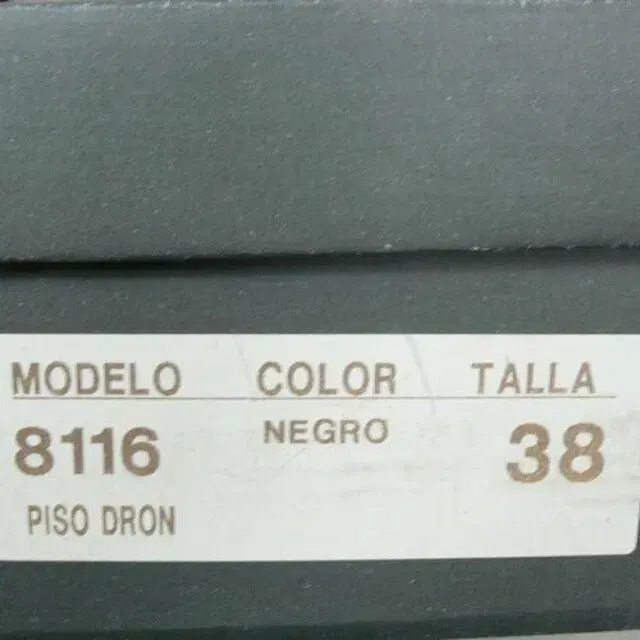 MODELO COLOR TALLA
8116 NEGRO 38
PISO DRON